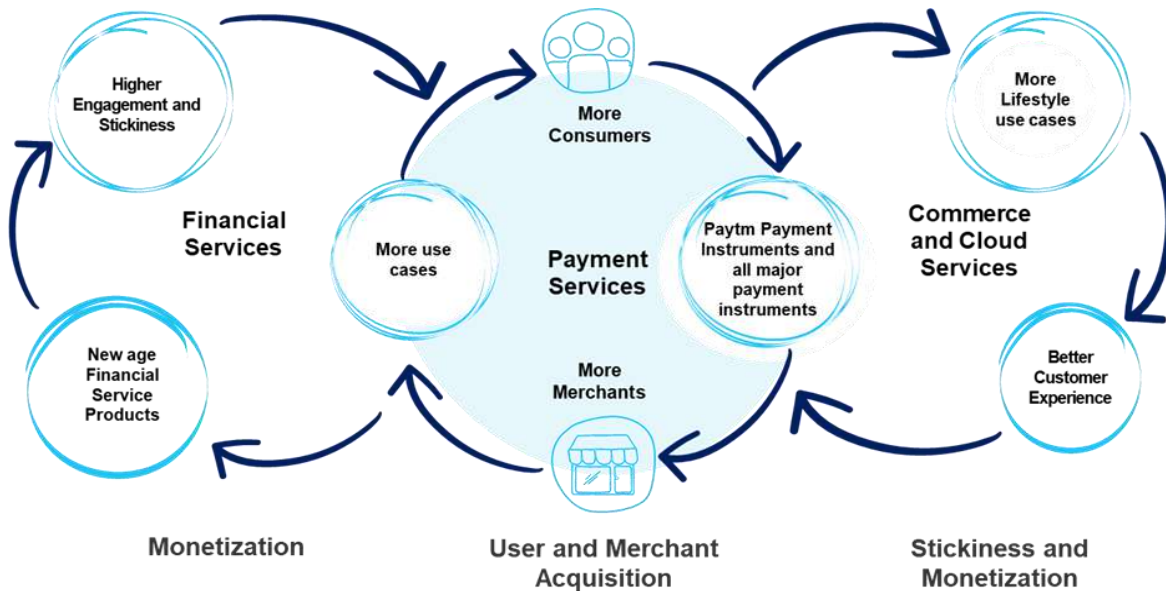 Higher
Engagement and
Stickiness
More
Consumers
More
Lifestyle
use cases
Financial
Services
More use
cases
Payment
Services
Paytm Payment
Instruments and
all major
payment
instruments
Commerce
and Cloud
Services
New age
Financial
Service
Products
More
Merchants
Better
Customer
Experience
Monetization
User and Merchant
Acquisition
Stickiness and
Monetization